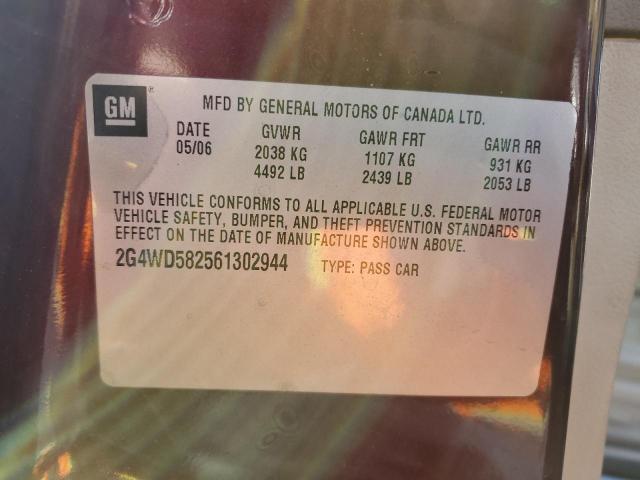 GM
MFD BY GENERAL MOTORS OF CANADA LTD.
DATE GVWR GAWR FRT GAWR RR
05/06 2038 KG 1107 KG 931 KG
4492 LB 2439 LB 2053 LB
THIS VEHICLE CONFORMS TO ALL APPLICABLE U.S. FEDERAL MOTOR
VEHICLE SAFETY, BUMPER, AND THEFT PREVENTION STANDARDS IN
EFFECT ON THE DATE OF MANUFACTURE SHOWN ABOVE.
2G4WD582561302944 TYPE: PASS CAR